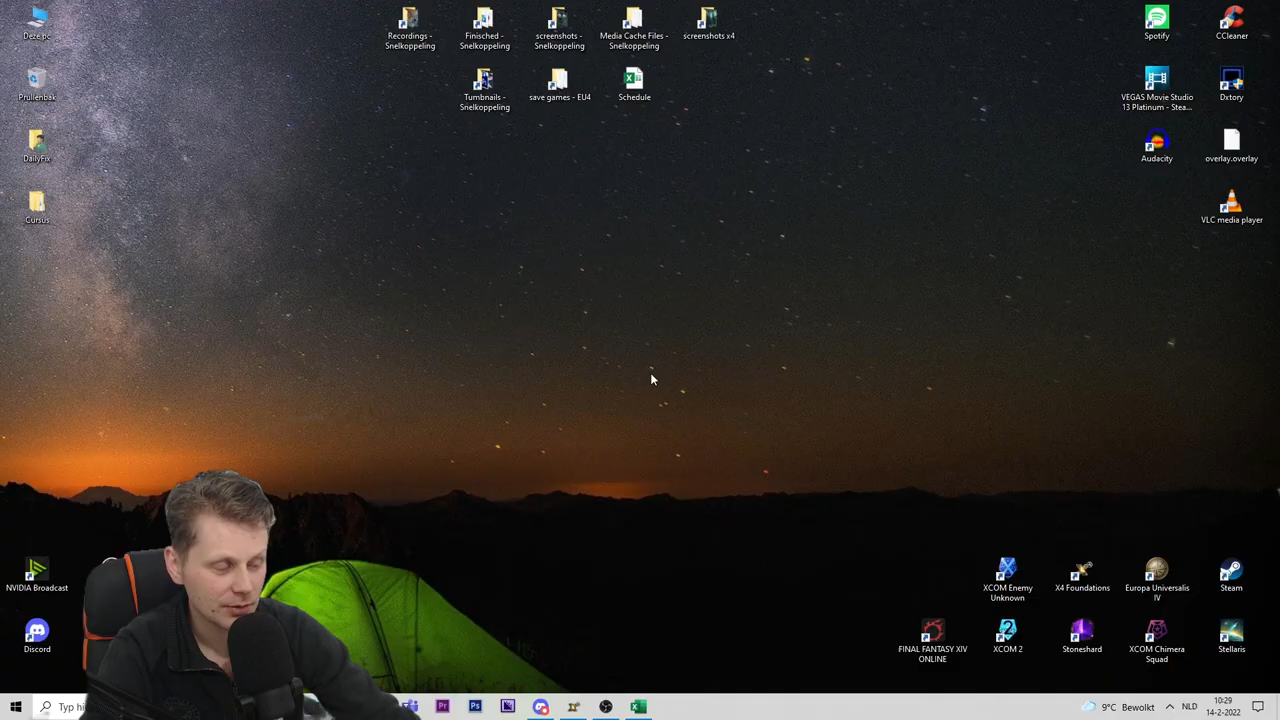 Deze pc
Recordings -
Snelkoppeling
Finisched -
Snelkoppeling
screenshots -
Snelkoppeling
Media Cache Files -
Snelkoppeling
screenshots x4
Spotify
CCleaner
Prullenbak
Tumbnails -
Snelkoppeling
save games - EU4
Schedule
VEGAS Movie Studio
13 Platinum - Stea...
Dxtory
DailyFix
Audacity
overlay.overlay
Cursus
VLC media player
NVIDIA Broadcast
XCOM Enemy
Unknown
X4 Foundations
Europa Universalis
IV
Steam
Discord
FINAL FANTASY XIV
ONLINE
XCOM 2
Stoneshard
XCOM Chimera
Squad
Stellaris
Typ hi
Pr
Ps
9°C Bewolkt
NLD
10:29
14-2-2022